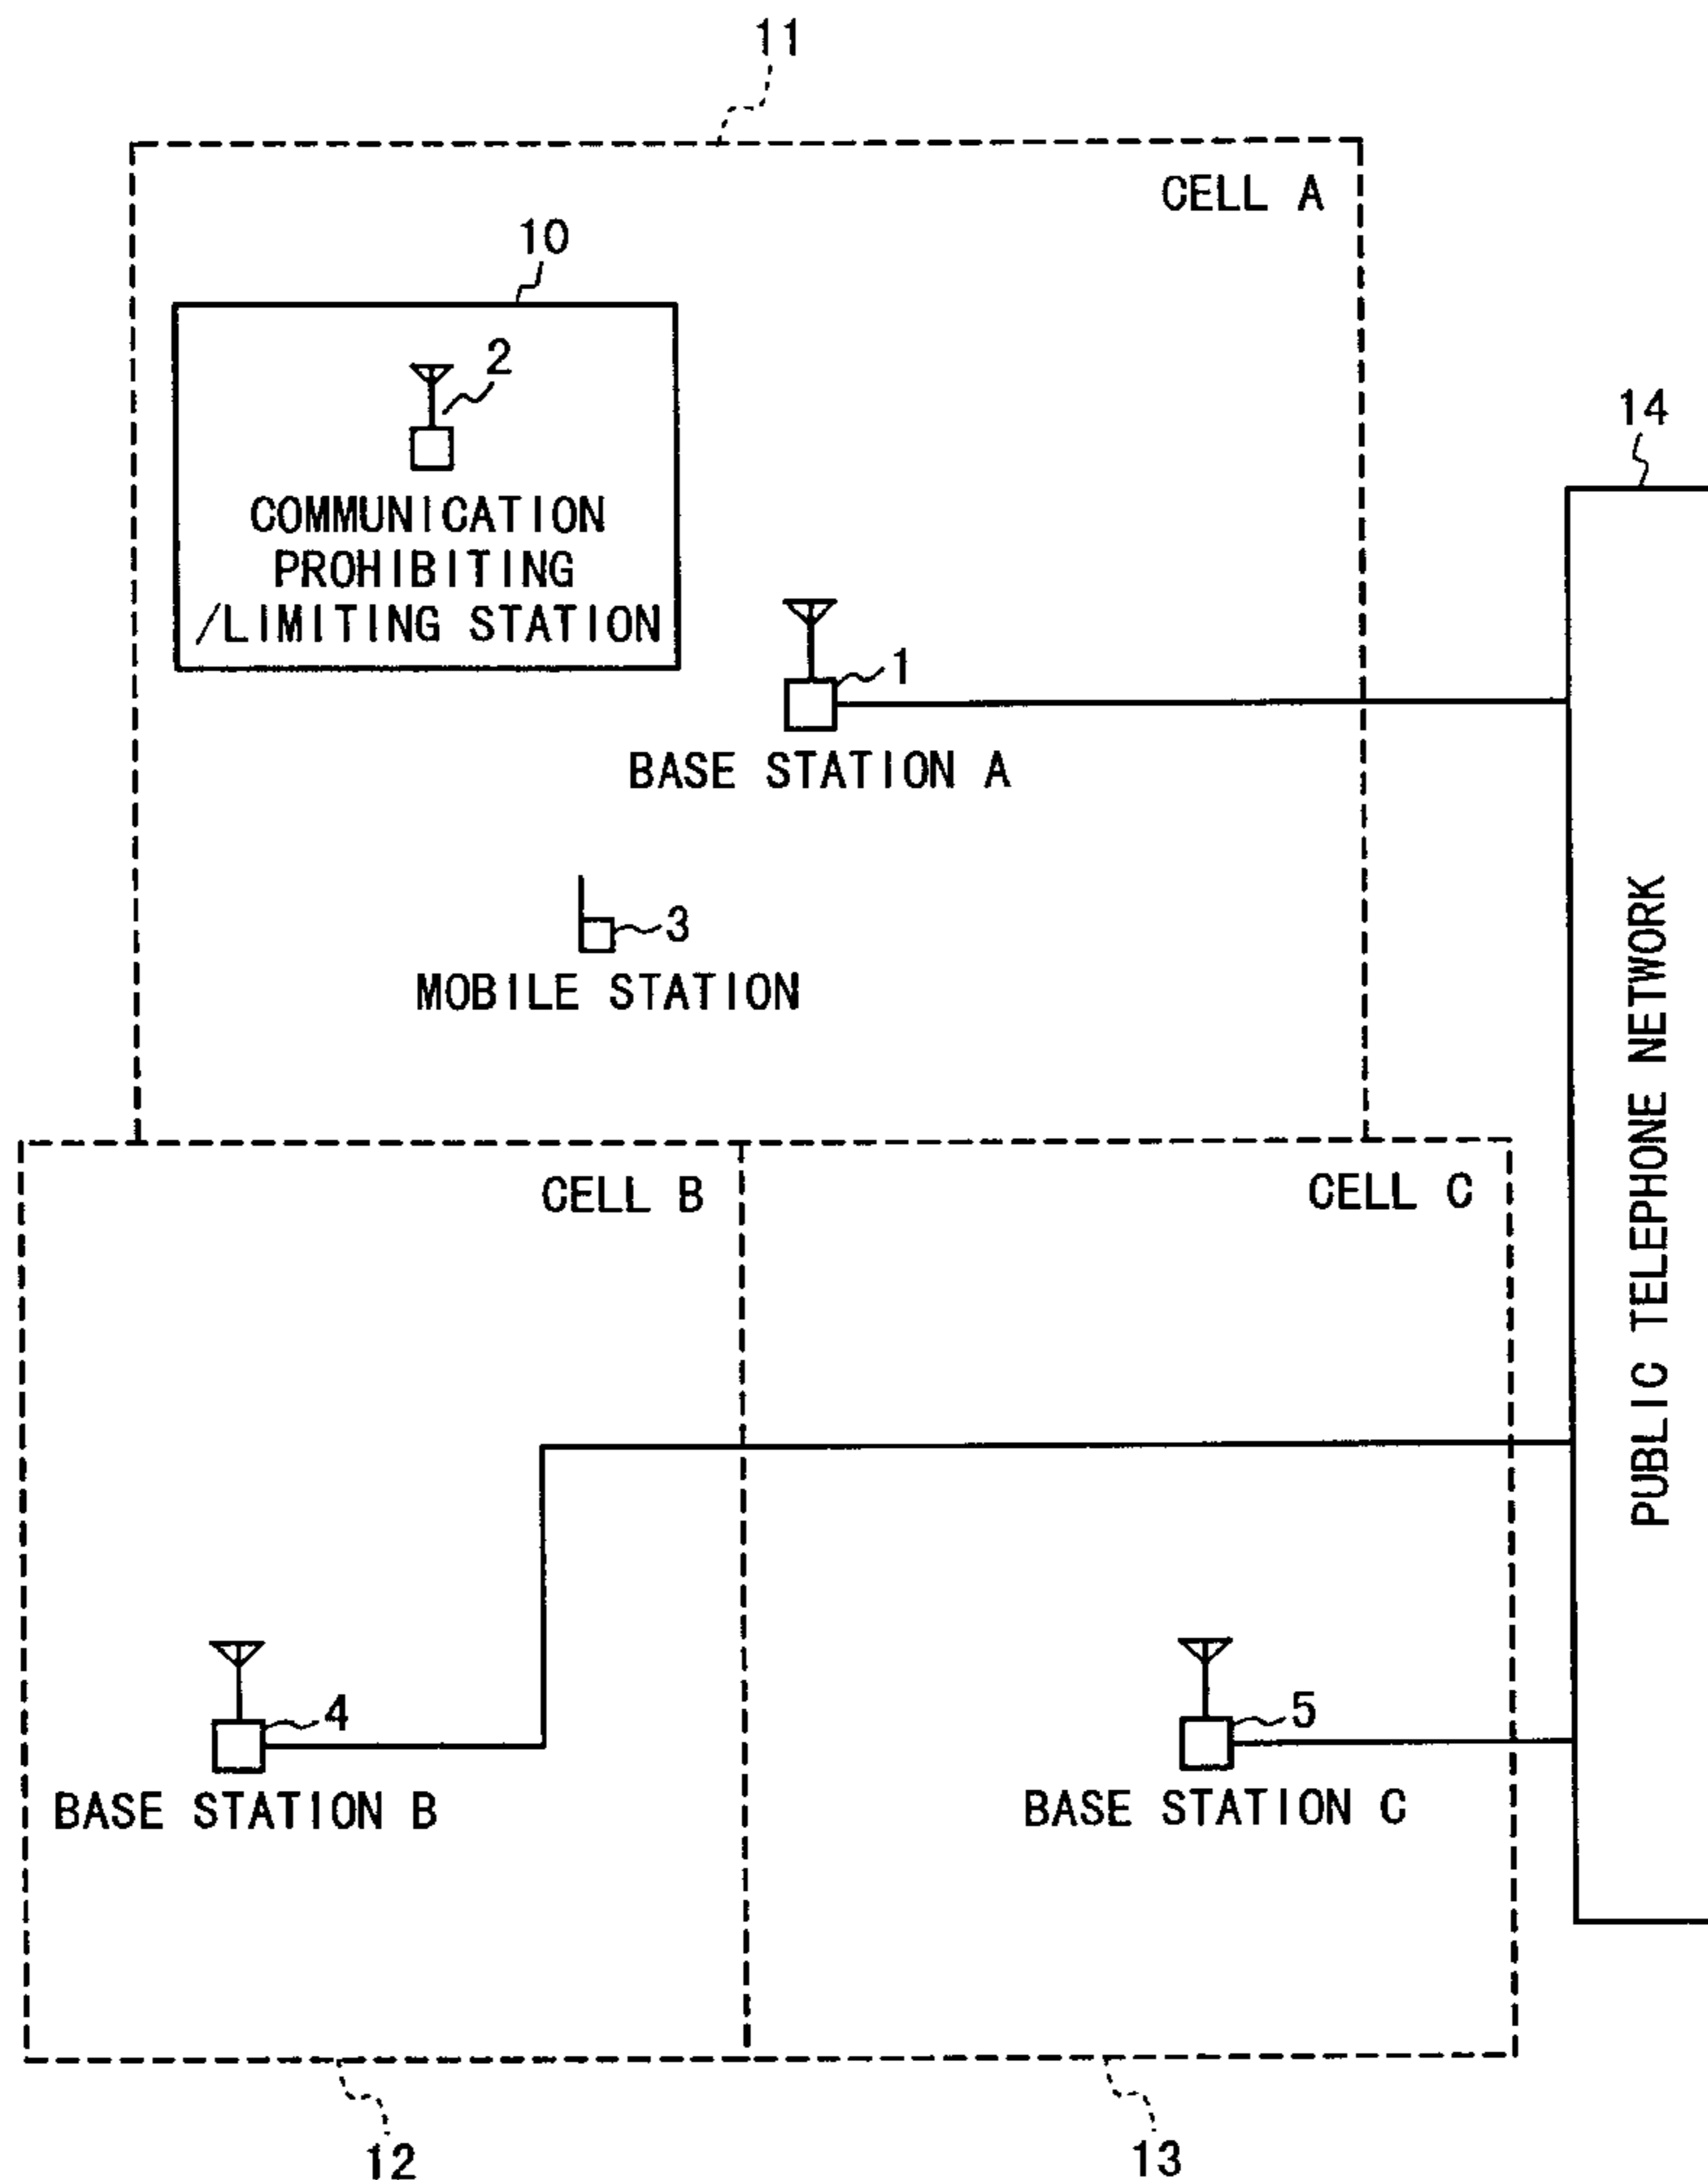 11
CELL A
10
2
COMMUNICATION
PROHIBITING
/LIMITING STATION
14
1
BASE STATION A
3
MOBILE STATION
PUBLIC TELEPHONE NETWORK
CELL B
CELL C
4
BASE STATION B
5
BASE STATION C
12
13